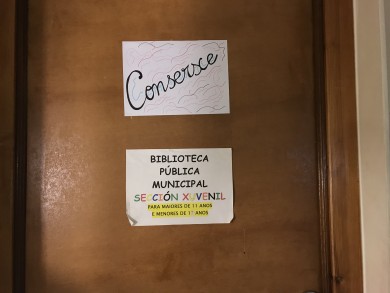 Conserxe
BIBLIOTECA
PÚBLICA
MUNICIPAL
SECCIÓN XUVENIL
PARA MAIORES DE 11 ANOS
E MENORES DE 17 ANOS